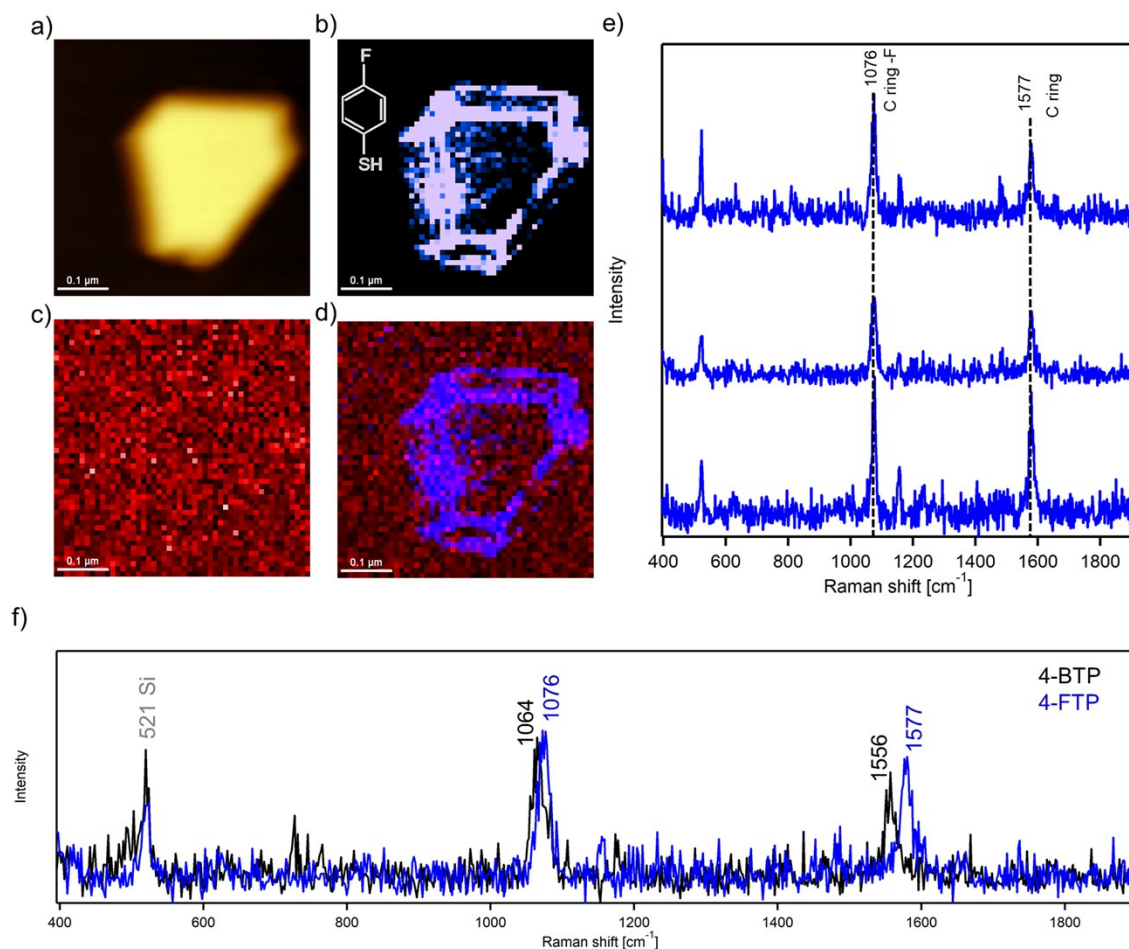 a)
0.1 µm
b)
F
SH
0.1 µm
c)
0.1 µm
d)
0.1 µm
e)
1076
C ring -F
1577
C ring
Intensity
400 600 800 1000 1200 1400 1600 1800
Raman shift [cm⁻¹]
f)
521 Si
1064
1076
1556
1577
4-BTP
4-FTP
Intensity
400 600 800 1000 1200 1400 1600 1800
Raman shift [cm⁻¹]